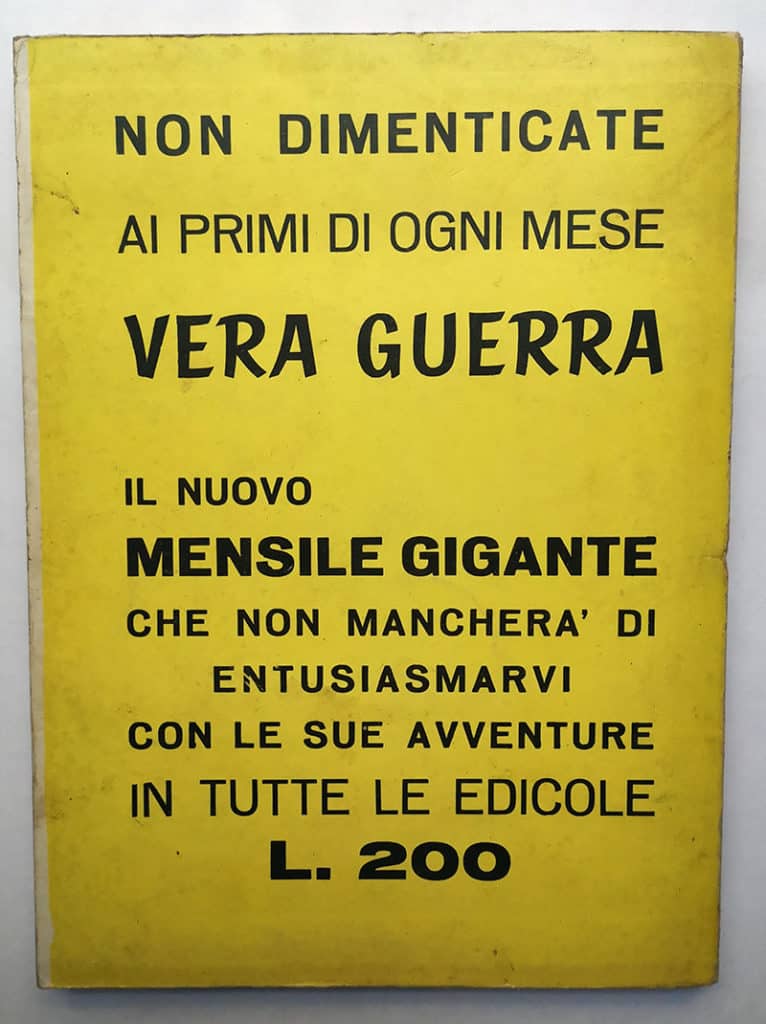 NON DIMENTICATE
AI PRIMI DI OGNI MESE
VERA GUERRA
IL NUOVO
MENSILE GIGANTE
CHE NON MANCHERA' DI
ENTUSIASMARVI
CON LE SUE AVVENTURE
IN TUTTE LE EDICOLE
L. 200